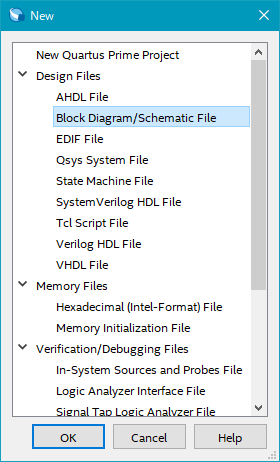 New
New Quartus Prime Project
Design Files
AHDL File
Block Diagram/Schematic File
EDIF File
Qsys System File
State Machine File
SystemVerilog HDL File
Tcl Script File
Verilog HDL File
VHDL File
Memory Files
Hexadecimal (Intel-Format) File
Memory Initialization File
Verification/Debugging Files
In-System Sources and Probes File
Logic Analyzer Interface File
Signal Tap Logic Analyzer File
OK
Cancel
Help